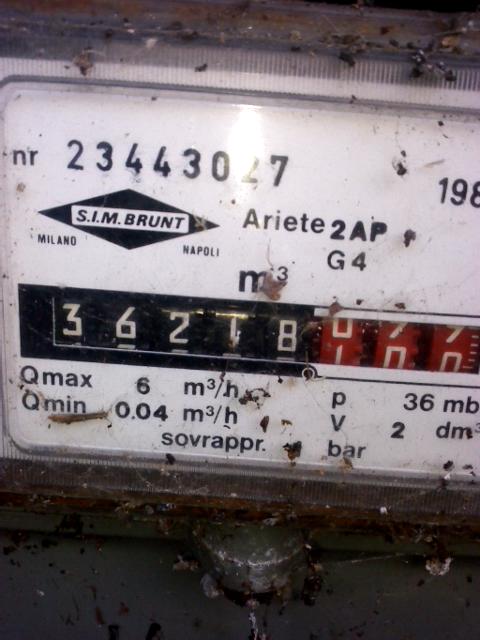 nr 23443027
198
S.I.M. BRUNT
MILANO NAPOLI
Ariete 2AP
G4
m³
36218
Qmax 6 m³/h
Qmin 0.04 m³/h
sovrappr.
p 36 mb
V 2 dm³
bar